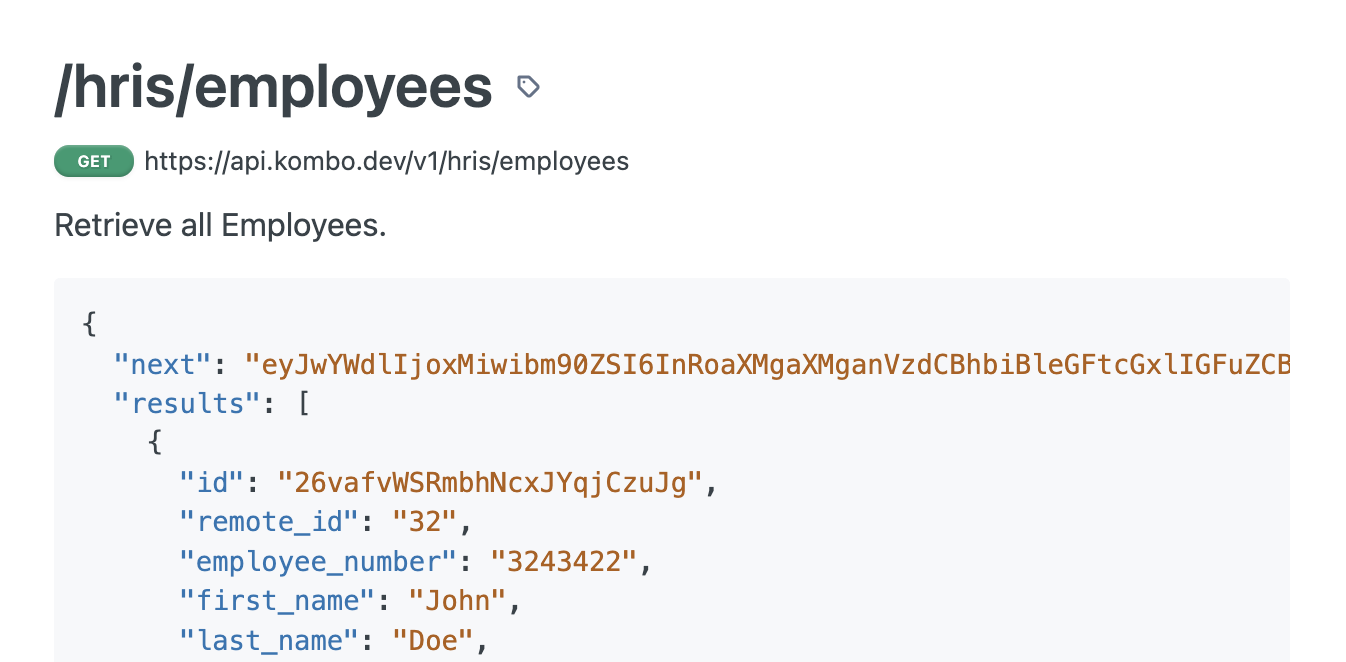 /hris/employees
GET https://api.kombo.dev/v1/hris/employees
Retrieve all Employees.
{
"next": "eyJwYWdlIjoxMiwibm90ZSI6InRoaXMgaXMganVzdCBhbiBleGFtcGxlIGFuZCB
"results": [
{
"id": "26vafvWSRmbhNcxJYqjCzuJg",
"remote_id": "32",
"employee_number": "3243422",
"first_name": "John",
"last_name": "Doe",